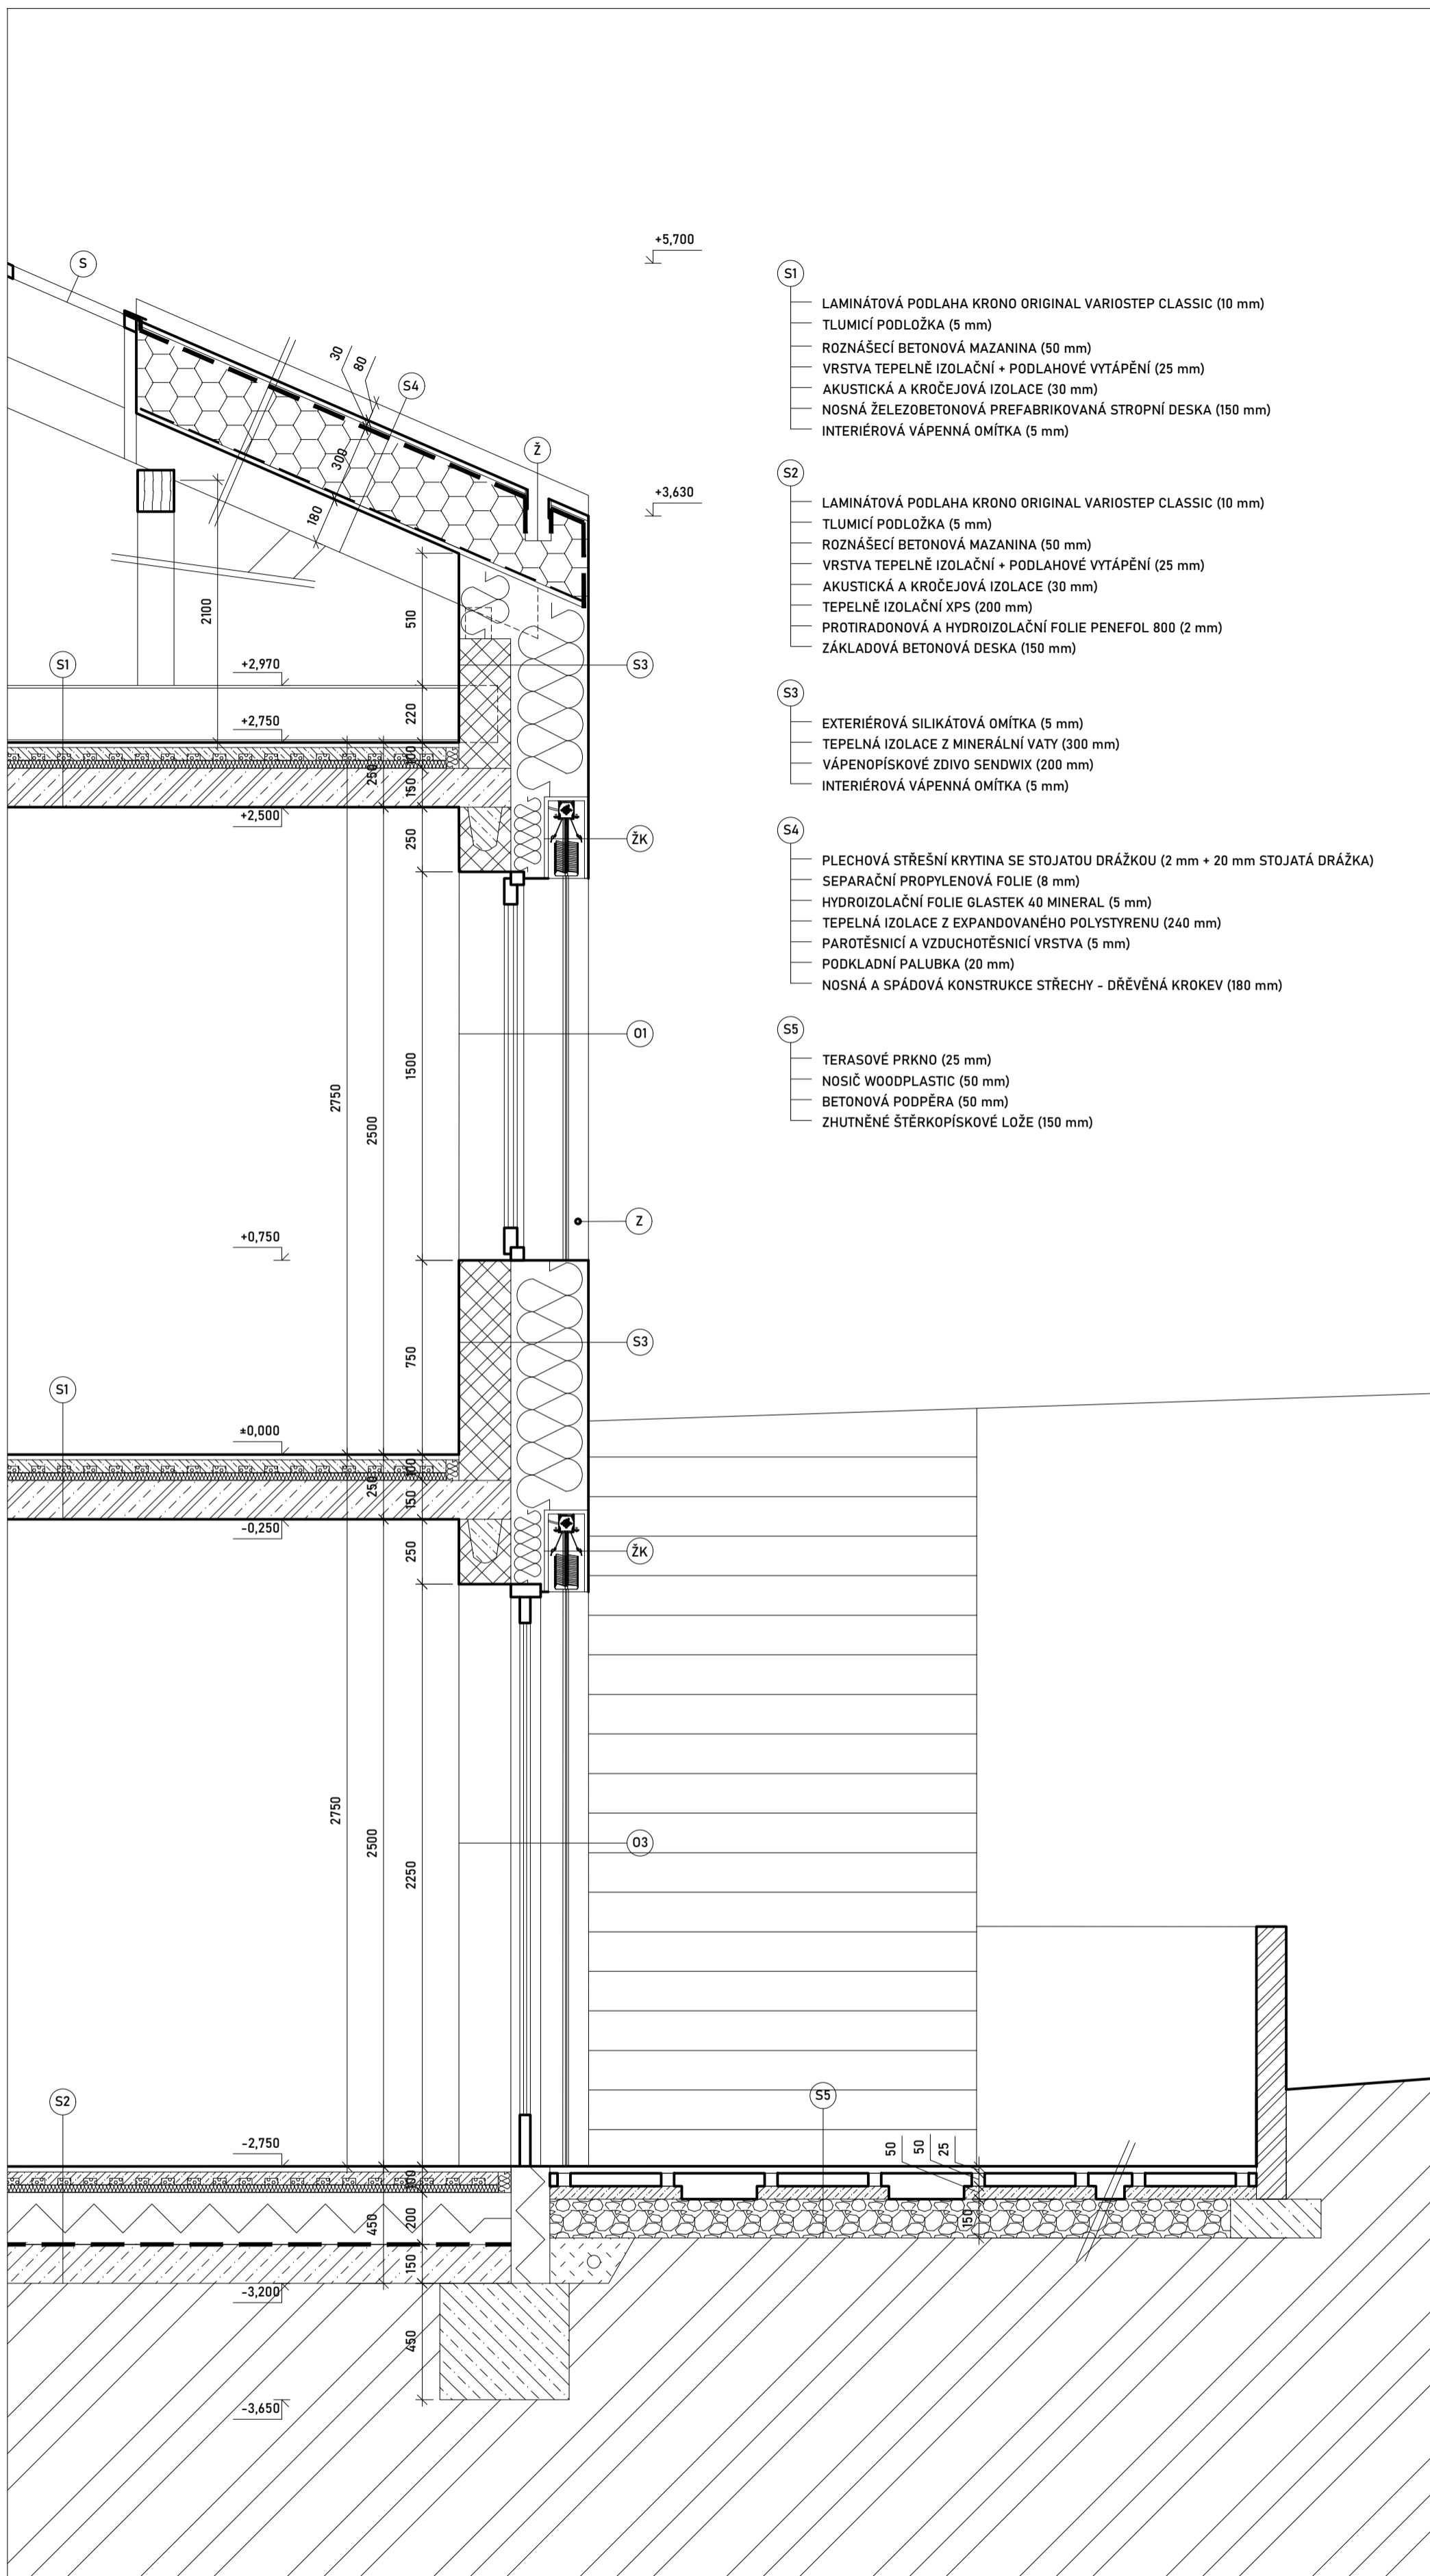 +5,700
S
S1
LAMINÁTOVÁ PODLAHA KRONO ORIGINAL VARIOSTEP CLASSIC (10 mm)
TLUMICÍ PODLOŽKA (5 mm)
ROZNÁŠECÍ BETONOVÁ MAZANINA (50 mm)
VRSTVA TEPELNĚ IZOLAČNÍ + PODLAHOVÉ VYTÁPĚNÍ (25 mm)
AKUSTICKÁ A KROČEJOVÁ IZOLACE (30 mm)
NOSNÁ ŽELEZOBETONOVÁ PREFABRIKOVANÁ STROPNÍ DESKA (150 mm)
INTERIÉROVÁ VÁPENNÁ OMÍTKA (5 mm)
S2
LAMINÁTOVÁ PODLAHA KRONO ORIGINAL VARIOSTEP CLASSIC (10 mm)
TLUMICÍ PODLOŽKA (5 mm)
ROZNÁŠECÍ BETONOVÁ MAZANINA (50 mm)
VRSTVA TEPELNĚ IZOLAČNÍ + PODLAHOVÉ VYTÁPĚNÍ (25 mm)
AKUSTICKÁ A KROČEJOVÁ IZOLACE (30 mm)
TEPELNĚ IZOLAČNÍ XPS (200 mm)
PROTIRADONOVÁ A HYDROIZOLAČNÍ FOLIE PENEFOL 800 (2 mm)
ZÁKLADOVÁ BETONOVÁ DESKA (150 mm)
S3
EXTERIÉROVÁ SILIKÁTOVÁ OMÍTKA (5 mm)
TEPELNÁ IZOLACE Z MINERÁLNÍ VATY (300 mm)
VÁPENOPÍSKOVÉ ZDIVO SENDWIX (200 mm)
INTERIÉROVÁ VÁPENNÁ OMÍTKA (5 mm)
S4
PLECHOVÁ STŘEŠNÍ KRYTINA SE STOJATOU DRÁŽKOU (2 mm + 20 mm STOJATÁ DRÁŽKA)
SEPARAČNÍ PROPYLENOVÁ FOLIE (8 mm)
HYDROIZOLAČNÍ FOLIE GLASTEK 40 MINERAL (5 mm)
TEPELNÁ IZOLACE Z EXPANDOVANÉHO POLYSTYRENU (240 mm)
PAROTĚSNICÍ A VZDUCHOTĚSNICÍ VRSTVA (5 mm)
PODKLADNÍ PALUBKA (20 mm)
NOSNÁ A SPÁDOVÁ KONSTRUKCE STŘECHY - DŘĚVĚNÁ KROKEV (180 mm)
S5
TERASOVÉ PRKNO (25 mm)
NOSIČ WOODPLASTIC (50 mm)
BETONOVÁ PODPĚRA (50 mm)
ZHUTNĚNÉ ŠTĚRKOPÍSKOVÉ LOŽE (150 mm)
30
80
S4
300
180
Ž
+3,630
2100
510
S1
+2,970
S3
220
+2,750
100
250
150
+2,500
250
ŽK
O1
1500
2750
2500
Z
+0,750
S3
750
S1
±0,000
100
250
150
-0,250
250
ŽK
2750
2500
O3
2250
S2
S5
-2,750
50
50
25
100
450
200
150
150
-3,200
450
-3,650